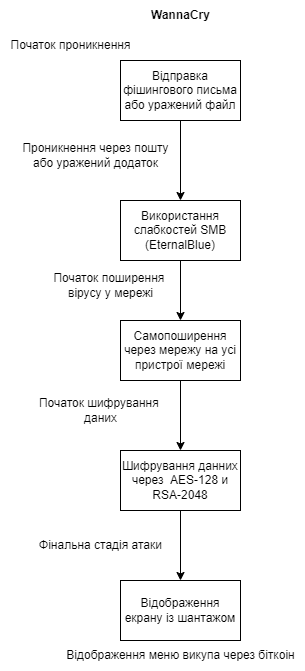 WannaCry
Початок проникнення
Відправка
фішингового письма
або уражений файл
Проникнення через пошту
або уражений додаток
Використання
слабкостей SMB
(EternalBlue)
Початок поширення
вірусу у мережі
Самопоширення
через мережу на усі
пристрої мережі
Початок шифрування
даних
Шифрування данних
через AES-128 и
RSA-2048
Фінальна стадія атаки
Відображення
екрану із шантажом
Відображення меню викупа через біткоін